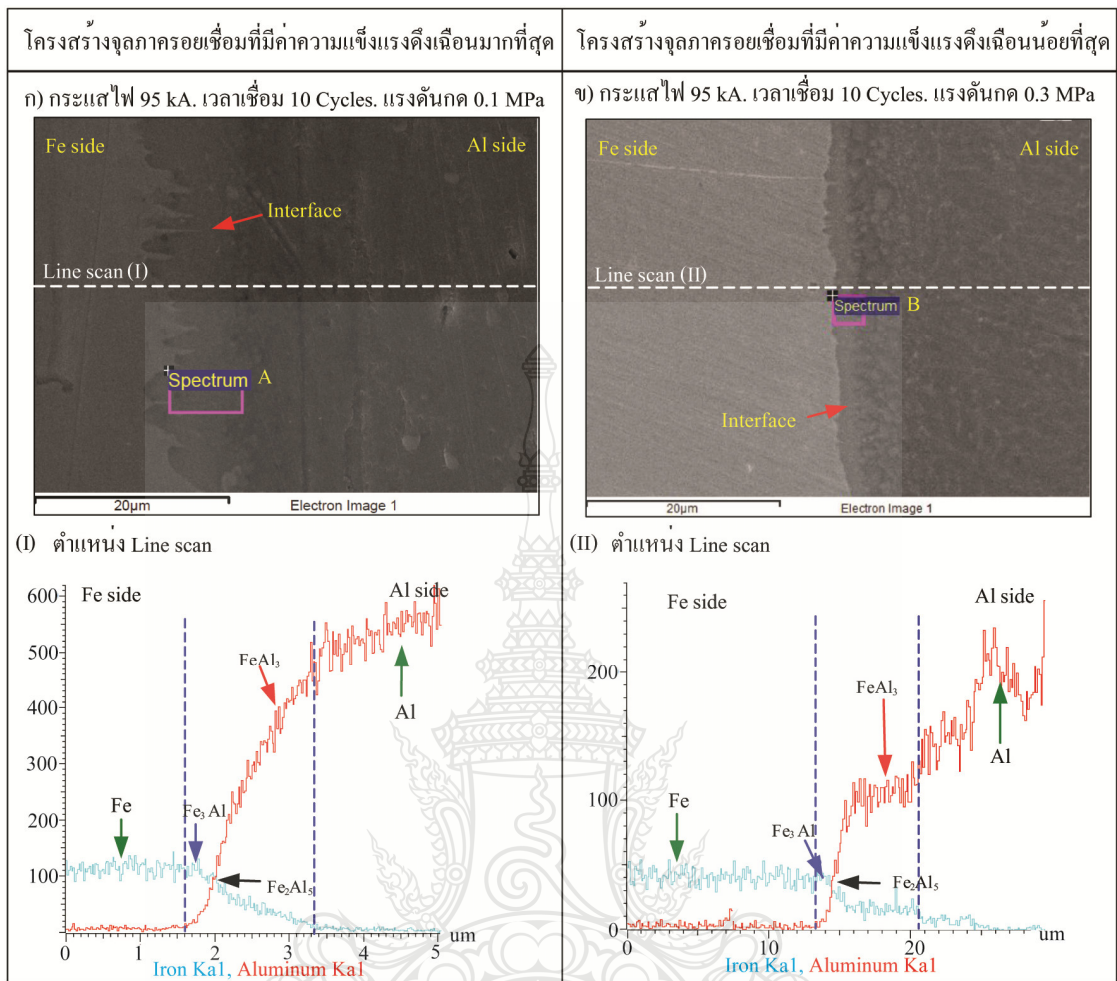 โครงสร้างจุลภาครอยเชื่อมที่มีค่าความแข็งแรงดึงเฉือนมากที่สุด
โครงสร้างจุลภาครอยเชื่อมที่มีค่าความแข็งแรงดึงเฉือนน้อยที่สุด
ก) กระแสไฟ 95 kA. เวลาเชื่อม 10 Cycles. แรงดันกด 0.1 MPa
Fe side
Al side
Interface
Line scan (I)
Spectrum A
20µm
Electron Image 1
(I) ตำแหน่ง Line scan
600
500
400
300
200
100
Fe side
Al side
FeAl₃
Al
Fe
Fe₃ Al
Fe₂Al₅
0 1 2 3 4 5 um
Iron Ka1, Aluminum Ka1
ข) กระแสไฟ 95 kA. เวลาเชื่อม 10 Cycles. แรงดันกด 0.3 MPa
Fe side
Al side
Line scan (II)
Spectrum B
Interface
20µm
Electron Image 1
(II) ตำแหน่ง Line scan
200
100
0
Fe side
Al side
FeAl₃
Al
Fe
Fe₃ Al
Fe₂Al₅
0 10 20 um
Iron Ka1, Aluminum Ka1